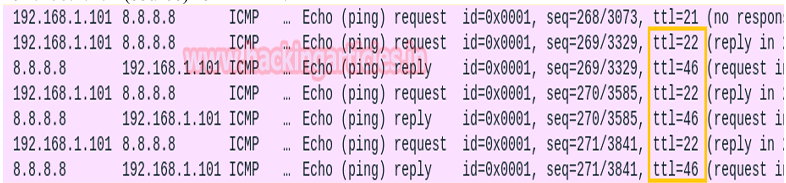 192.168.1.101 8.8.8.8 ICMP … Echo (ping) request id=0x0001, seq=268/3073, ttl=21 (no respon
192.168.1.101 8.8.8.8 ICMP … Echo (ping) request id=0x0001, seq=269/3329, ttl=22 (reply in
8.8.8.8 192.168.1.101 ICMP … Echo (ping) reply id=0x0001, seq=269/3329, ttl=46 (request i
www.hackingarticles.in
192.168.1.101 8.8.8.8 ICMP … Echo (ping) request id=0x0001, seq=270/3585, ttl=22 (reply in
8.8.8.8 192.168.1.101 ICMP … Echo (ping) reply id=0x0001, seq=270/3585, ttl=46 (request i
192.168.1.101 8.8.8.8 ICMP … Echo (ping) request id=0x0001, seq=271/3841, ttl=22 (reply in
8.8.8.8 192.168.1.101 ICMP … Echo (ping) reply id=0x0001, seq=271/3841, ttl=46 (request i